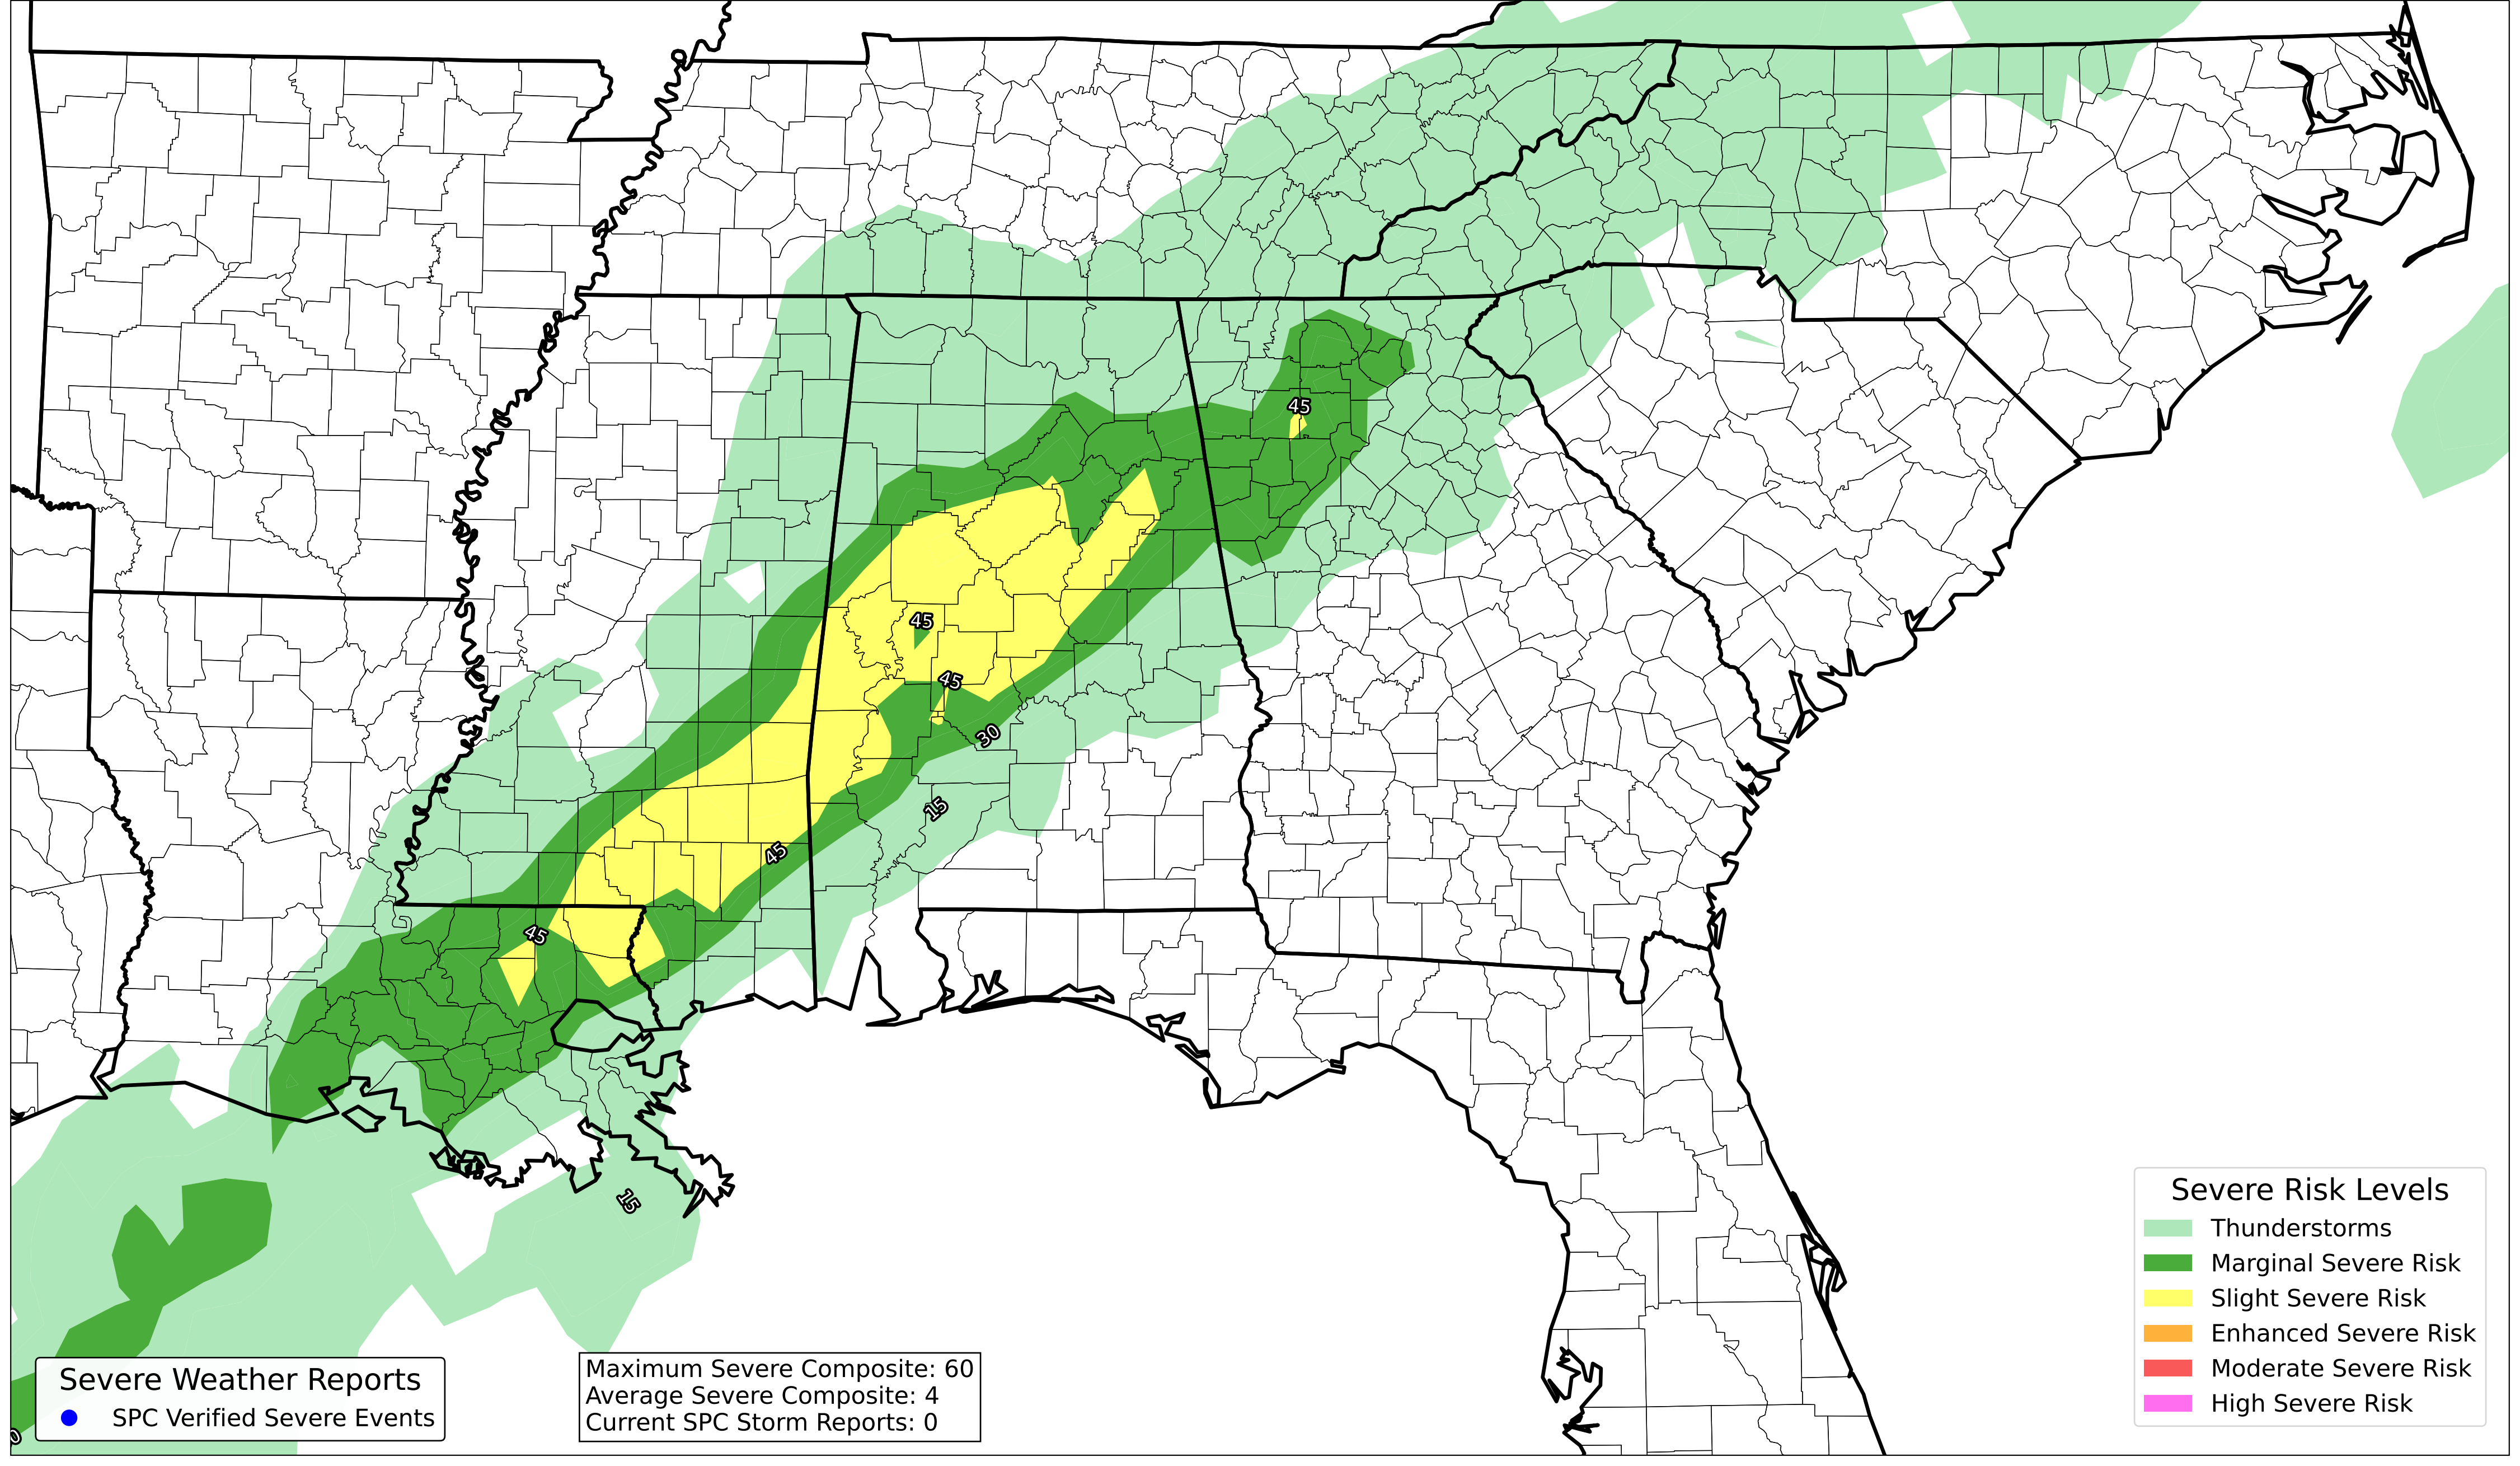 45
45
45
30
15
45
45
15
0
Severe Weather Reports
SPC Verified Severe Events
Maximum Severe Composite: 60
Average Severe Composite: 4
Current SPC Storm Reports: 0
Severe Risk Levels
Thunderstorms
Marginal Severe Risk
Slight Severe Risk
Enhanced Severe Risk
Moderate Severe Risk
High Severe Risk